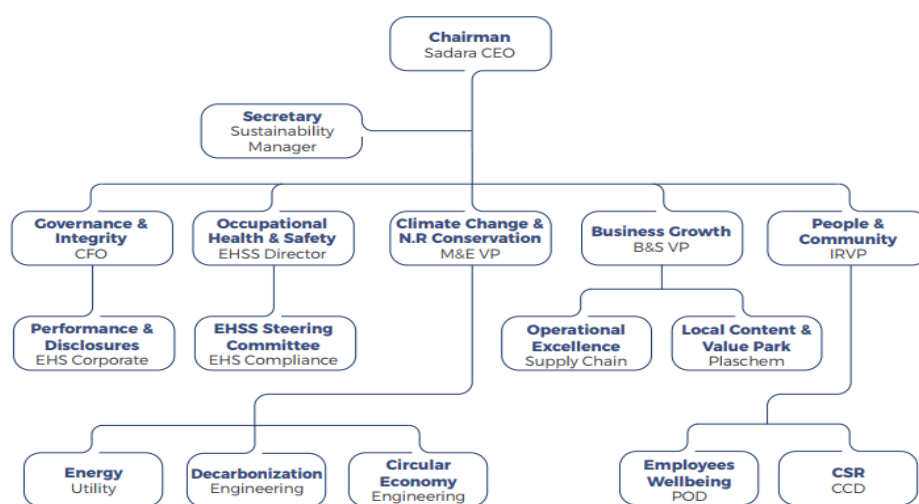 Chairman
Sadara CEO
Secretary
Sustainability
Manager
Governance &
Integrity
CFO
Occupational
Health & Safety
EHSS Director
Climate Change &
N.R Conservation
M&E VP
Business Growth
B&S VP
People &
Community
IRVP
Performance &
Disclosures
EHS Corporate
EHSS Steering
Committee
EHS Compliance
Operational
Excellence
Supply Chain
Local Content &
Value Park
Plaschem
Energy
Utility
Decarbonization
Engineering
Circular
Economy
Engineering
Employees
Wellbeing
POD
CSR
CCD